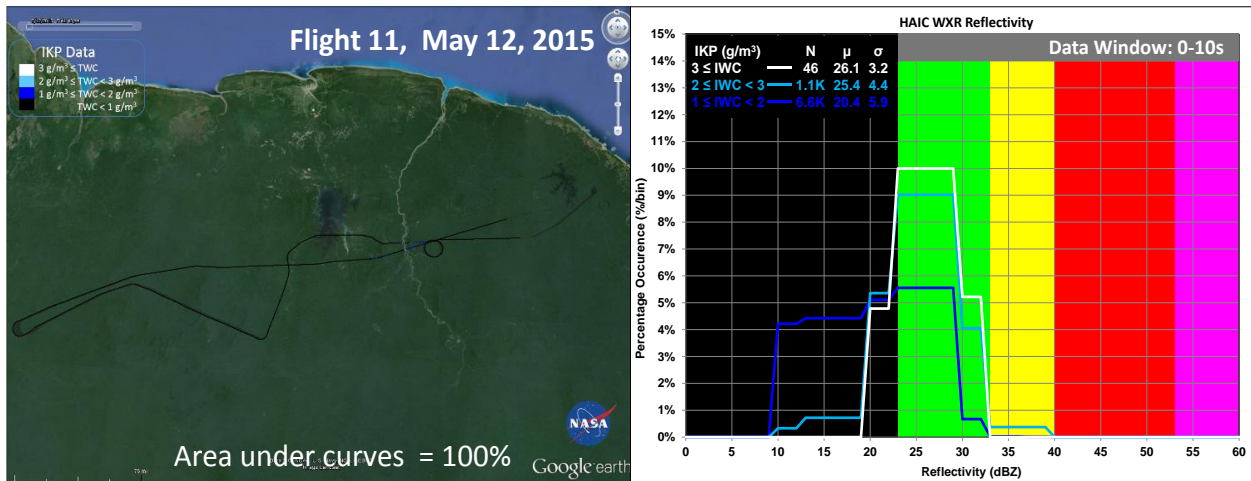 Flight 11, May 12, 2015
IKP Data
3 g/m³ ≤ TWC
2 g/m³ ≤ TWC < 3 g/m³
1 g/m³ ≤ TWC < 2 g/m³
TWC < 1 g/m³
NASA
Area under curves = 100%
Google earth
HAIC WXR Reflectivity
Data Window: 0-10s
IKP (g/m³) N μ σ
3 ≤ IWC 46 26.1 3.2
2 ≤ IWC < 3 1.1K 25.4 4.4
1 ≤ IWC < 2 6.6K 20.4 5.9
Percentage Occurence (%/bin)
15%
14%
13%
12%
11%
10%
9%
8%
7%
6%
5%
4%
3%
2%
1%
0%
0 5 10 15 20 25 30 35 40 45 50 55 60
Reflectivity (dBZ)